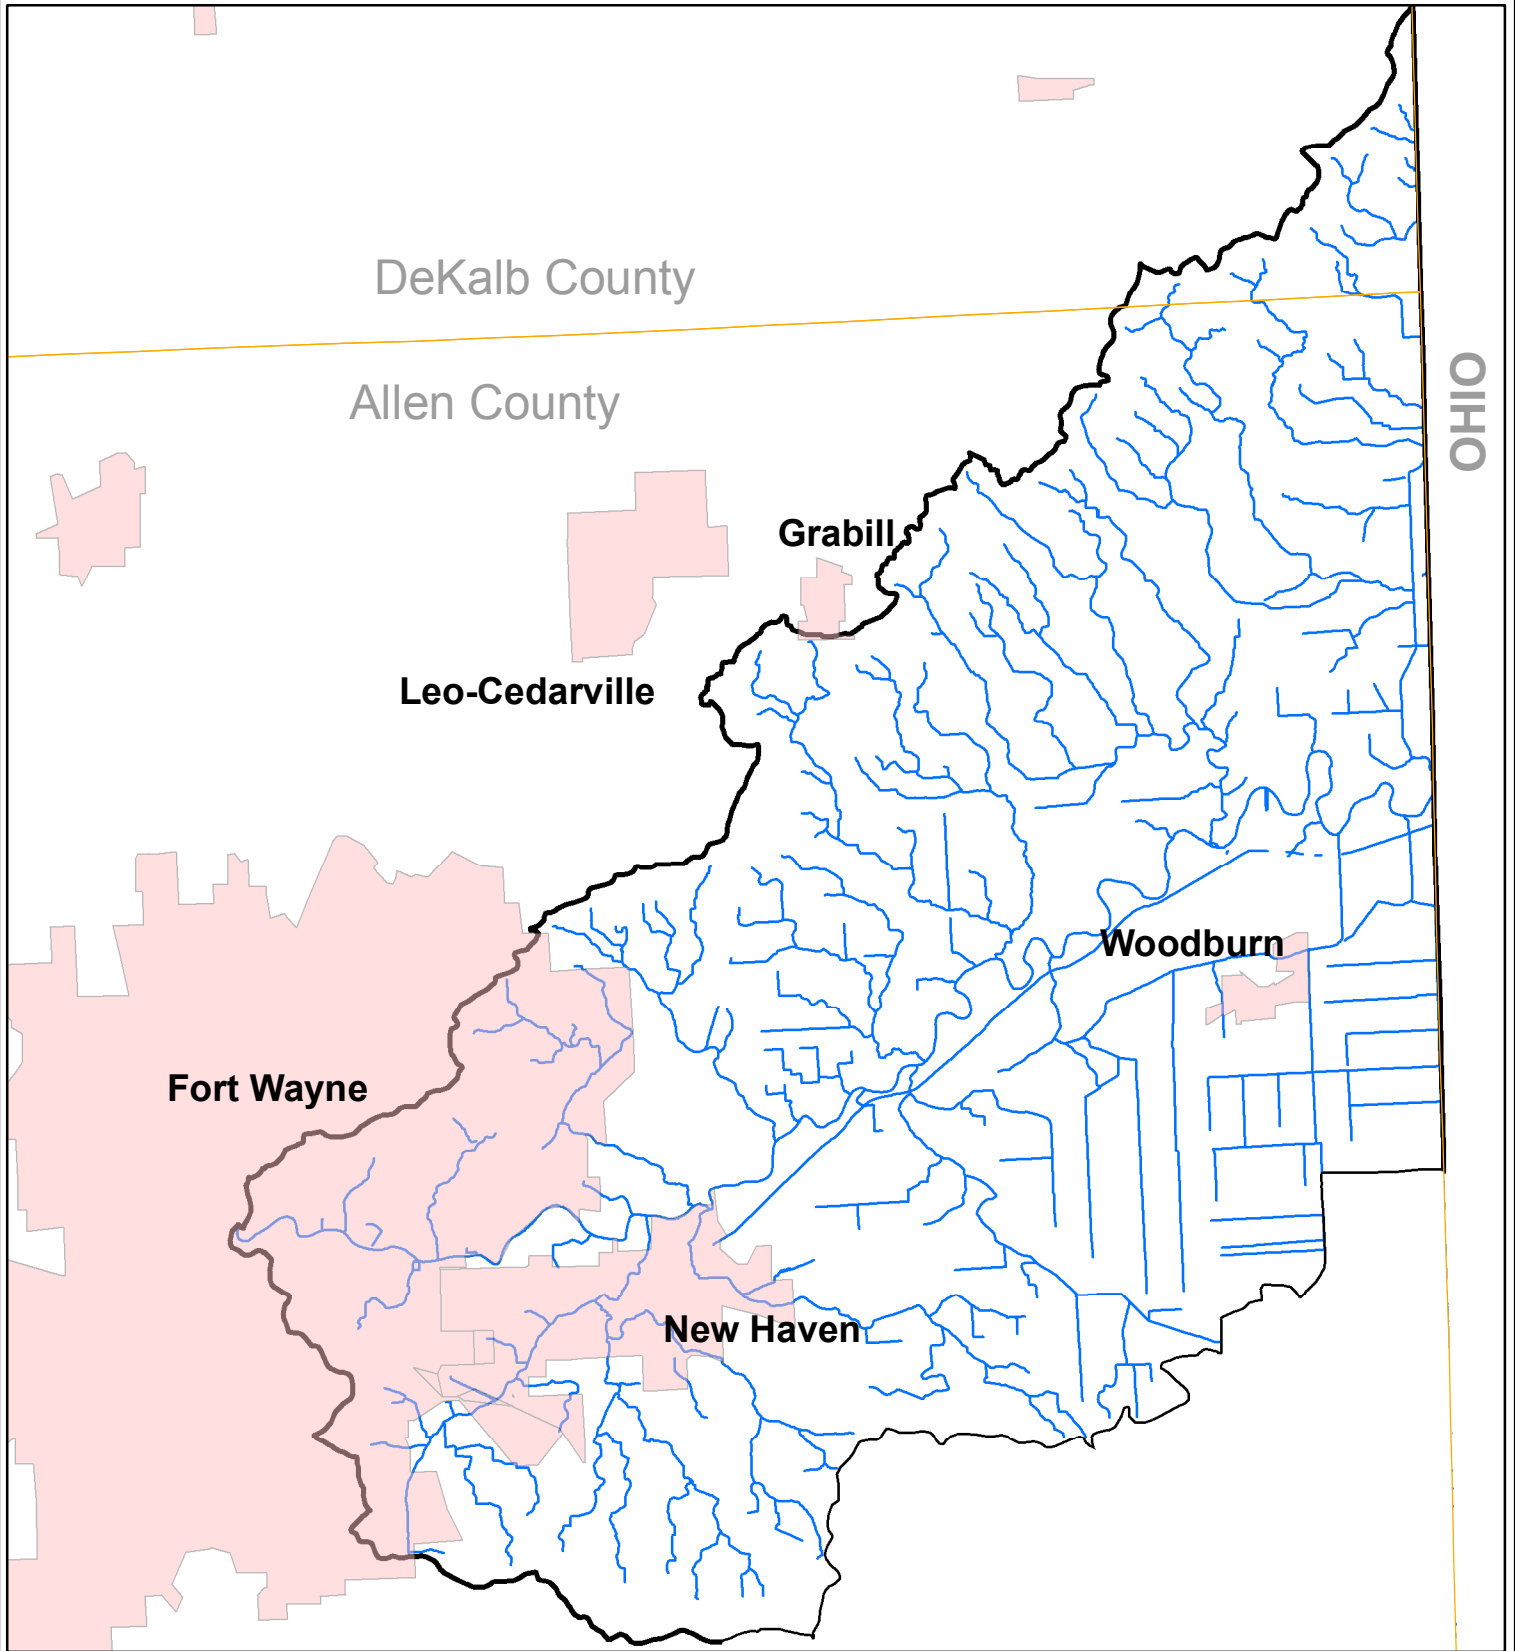 DeKalb County
Allen County
OHIO
Grabill
Leo-Cedarville
Woodburn
Fort Wayne
New Haven